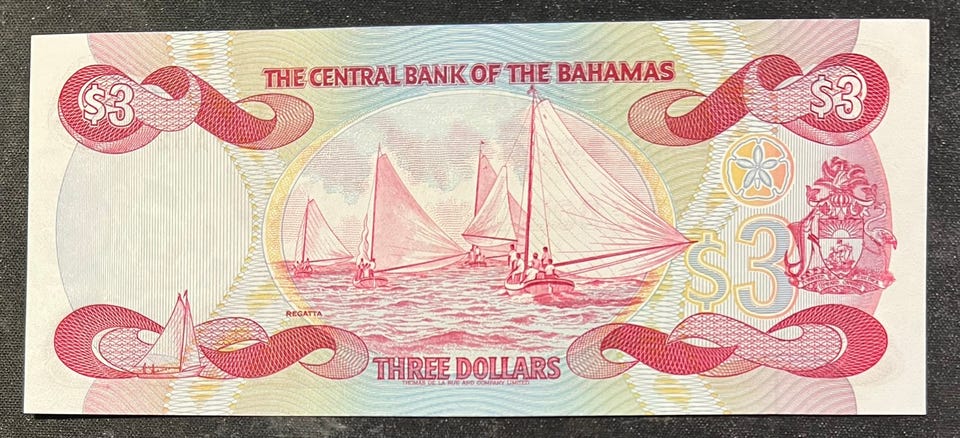 THE CENTRAL BANK OF THE BAHAMAS
$3
$3
$3
REGATTA
THREE DOLLARS
THOMAS DE LA RUE AND COMPANY LIMITED